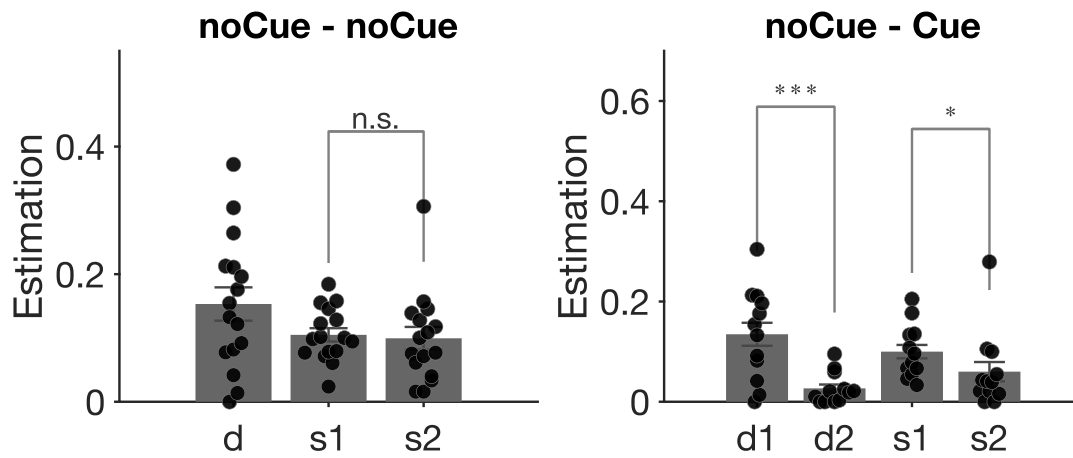 noCue - noCue
Estimation
0.4
0.2
0
n.s.
d s1 s2
noCue - Cue
Estimation
0.6
0.4
0.2
0
***
*
d1 d2 s1 s2